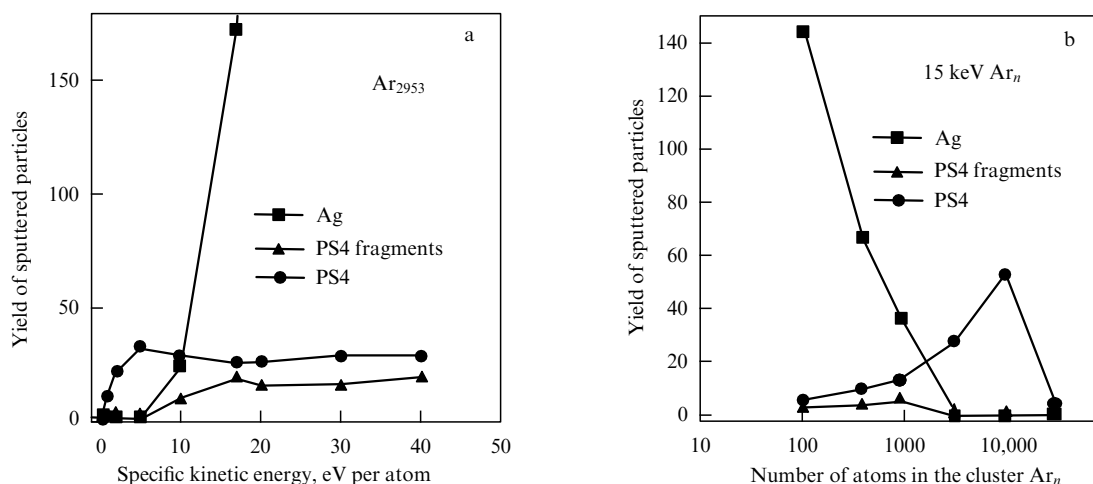 a
Ar2953
150
100
50
0
Ag
PS4 fragments
PS4
0 10 20 30 40 50
Specific kinetic energy, eV per atom
Yield of sputtered particles
b
15 keV Arn
140
120
100
80
60
40
20
0
Ag
PS4 fragments
PS4
10 100 1000 10,000
Number of atoms in the cluster Arn
Yield of sputtered particles